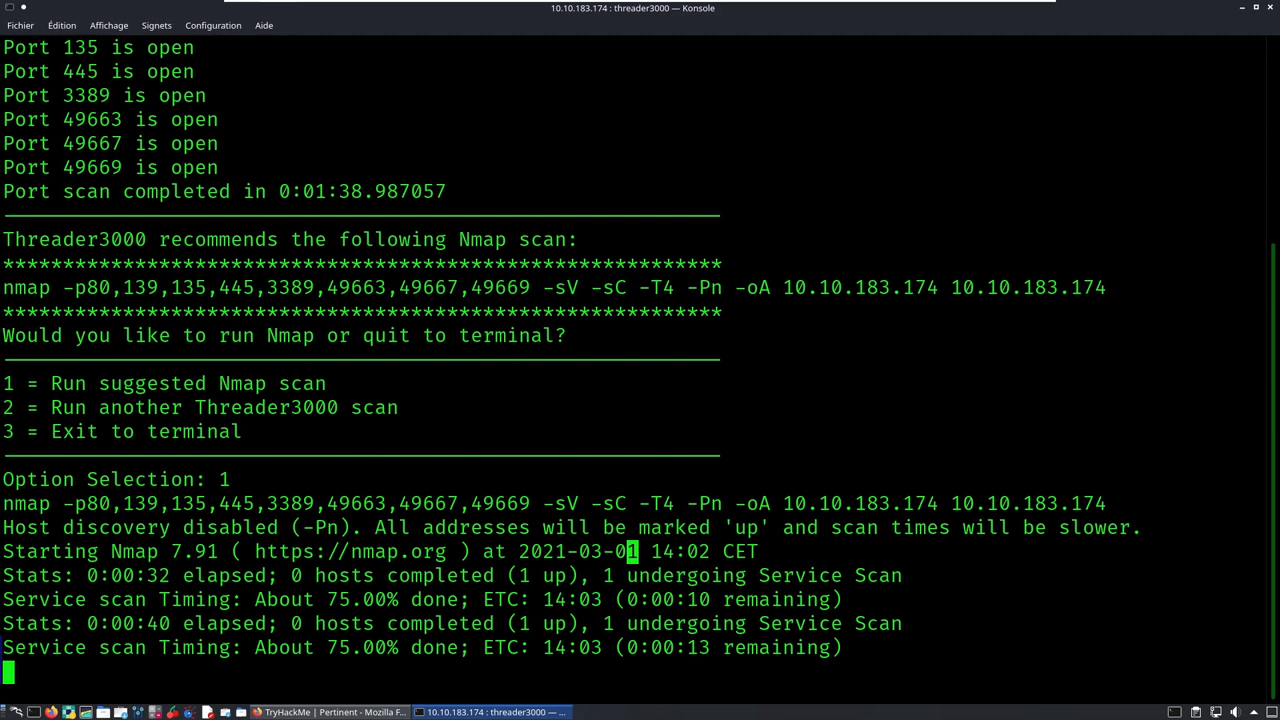 10.10.183.174 : threader3000 — Konsole
Fichier Édition Affichage Signets Configuration Aide
Port 135 is open
Port 445 is open
Port 3389 is open
Port 49663 is open
Port 49667 is open
Port 49669 is open
Port scan completed in 0:01:38.987057
------------------------------------------------------------
Threader3000 recommends the following Nmap scan:
************************************************************
nmap -p80,139,135,445,3389,49663,49667,49669 -sV -sC -T4 -Pn -oA 10.10.183.174 10.10.183.174
************************************************************
Would you like to run Nmap or quit to terminal?
------------------------------------------------------------
1 = Run suggested Nmap scan
2 = Run another Threader3000 scan
3 = Exit to terminal
------------------------------------------------------------
Option Selection: 1
nmap -p80,139,135,445,3389,49663,49667,49669 -sV -sC -T4 -Pn -oA 10.10.183.174 10.10.183.174
Host discovery disabled (-Pn). All addresses will be marked 'up' and scan times will be slower.
Starting Nmap 7.91 ( https://nmap.org ) at 2021-03-01 14:02 CET
Stats: 0:00:32 elapsed; 0 hosts completed (1 up), 1 undergoing Service Scan
Service scan Timing: About 75.00% done; ETC: 14:03 (0:00:10 remaining)
Stats: 0:00:40 elapsed; 0 hosts completed (1 up), 1 undergoing Service Scan
Service scan Timing: About 75.00% done; ETC: 14:03 (0:00:13 remaining)
TryHackMe | Pertinent - Mozilla F... 10.10.183.174 : threader3000 — ...